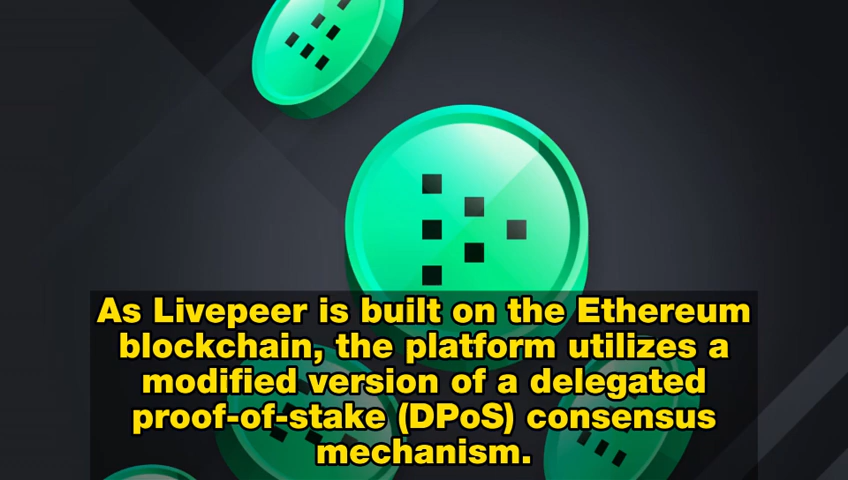 As Livepeer is built on the Ethereum
blockchain, the platform utilizes a
modified version of a delegated
proof-of-stake (DPoS) consensus
mechanism.